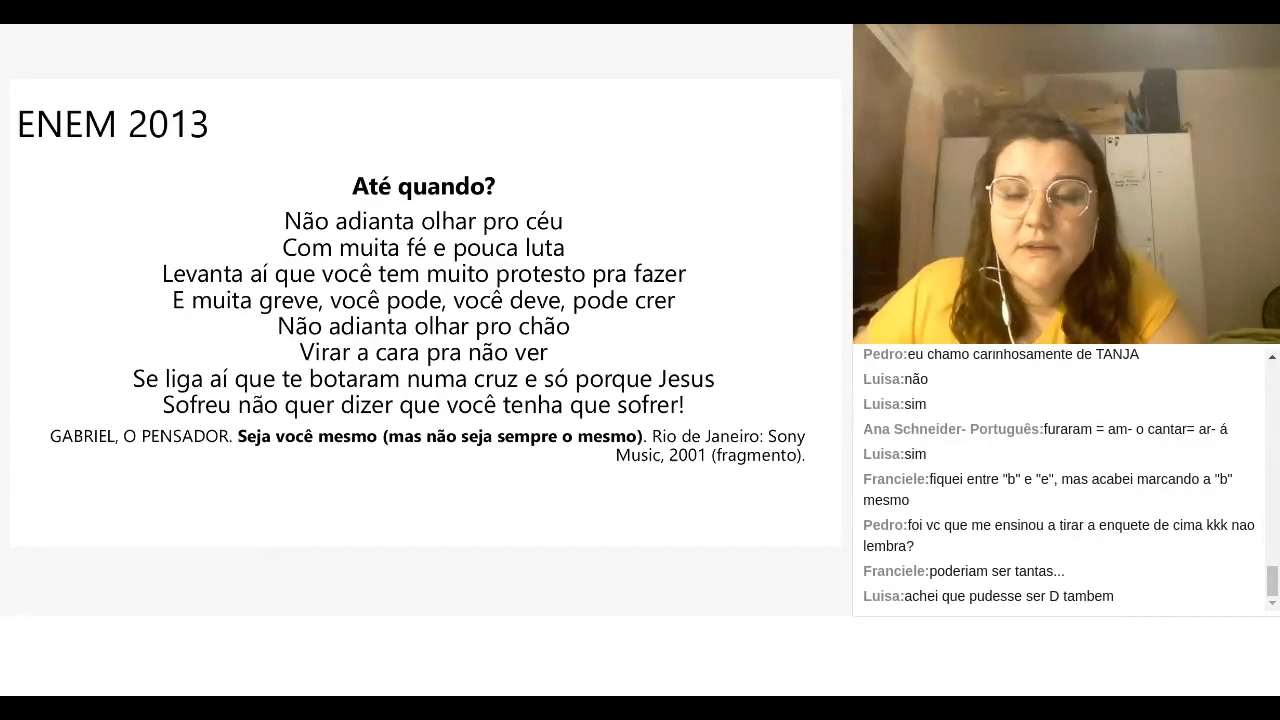 ENEM 2013
Até quando?
Não adianta olhar pro céu
Com muita fé e pouca luta
Levanta aí que você tem muito protesto pra fazer
E muita greve, você pode, você deve, pode crer
Não adianta olhar pro chão
Virar a cara pra não ver
Se liga aí que te botaram numa cruz e só porque Jesus
Sofreu não quer dizer que você tenha que sofrer!
GABRIEL, O PENSADOR. Seja você mesmo (mas não seja sempre o mesmo). Rio de Janeiro: Sony
Music, 2001 (fragmento).
Pedro:eu chamo carinhosamente de TANJA
Luisa:não
Luisa:sim
Ana Schneider- Português:furaram = am- o cantar= ar- á
Luisa:sim
Franciele:fiquei entre "b" e "e", mas acabei marcando a "b"
mesmo
Pedro:foi vc que me ensinou a tirar a enquete de cima kkk nao
lembra?
Franciele:poderiam ser tantas...
Luisa:achei que pudesse ser D tambem